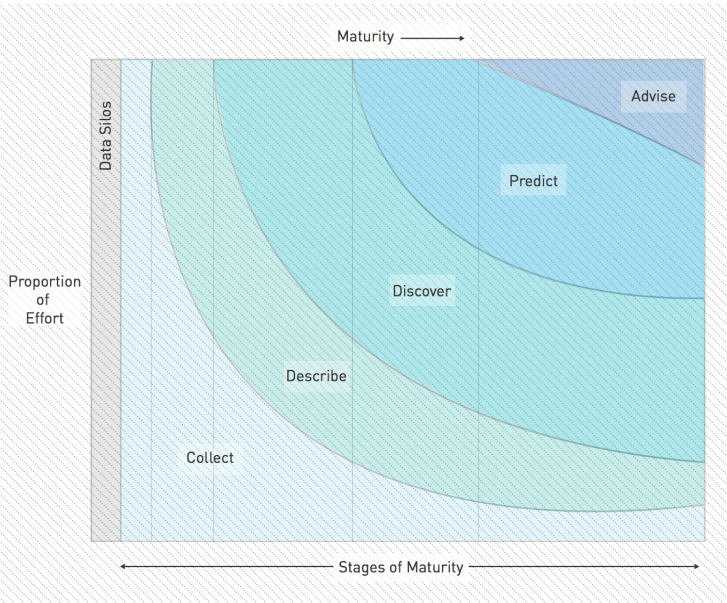 Maturity
Data Silos
Advise
Predict
Proportion
of
Effort
Discover
Describe
Collect
Stages of Maturity